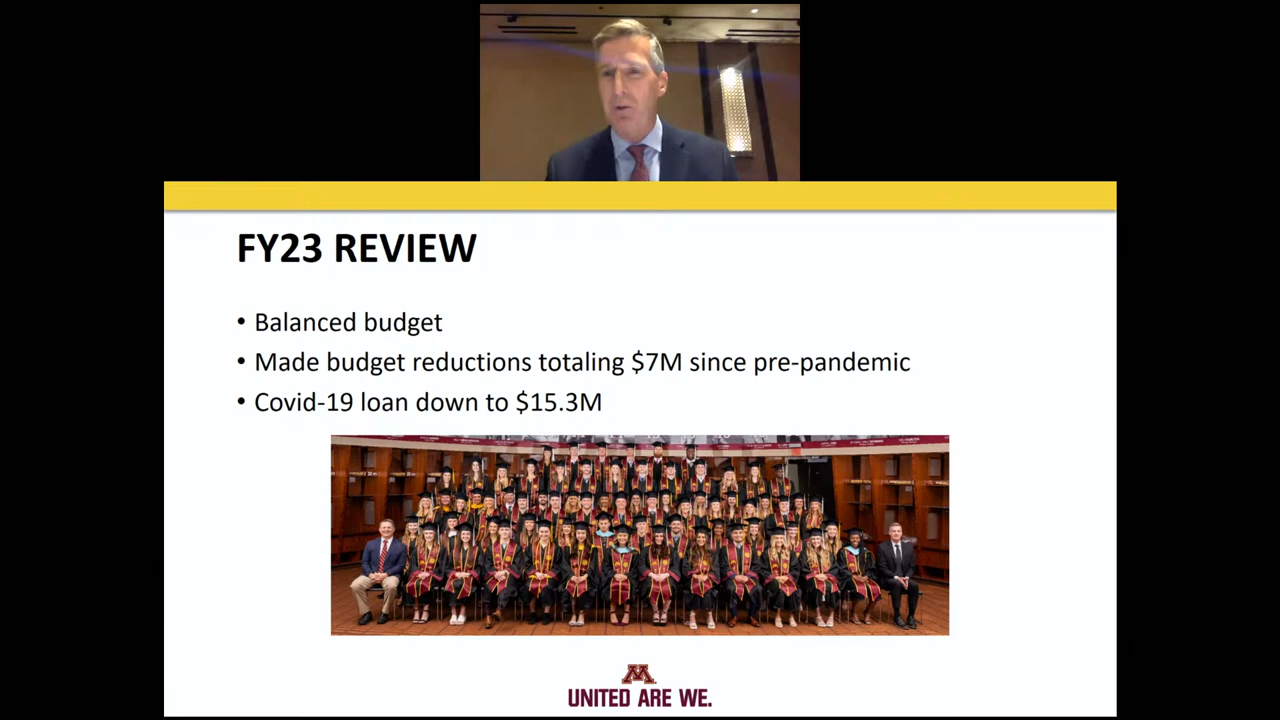 FY23 REVIEW
• Balanced budget
• Made budget reductions totaling $7M since pre-pandemic
• Covid-19 loan down to $15.3M
M
UNITED ARE WE.